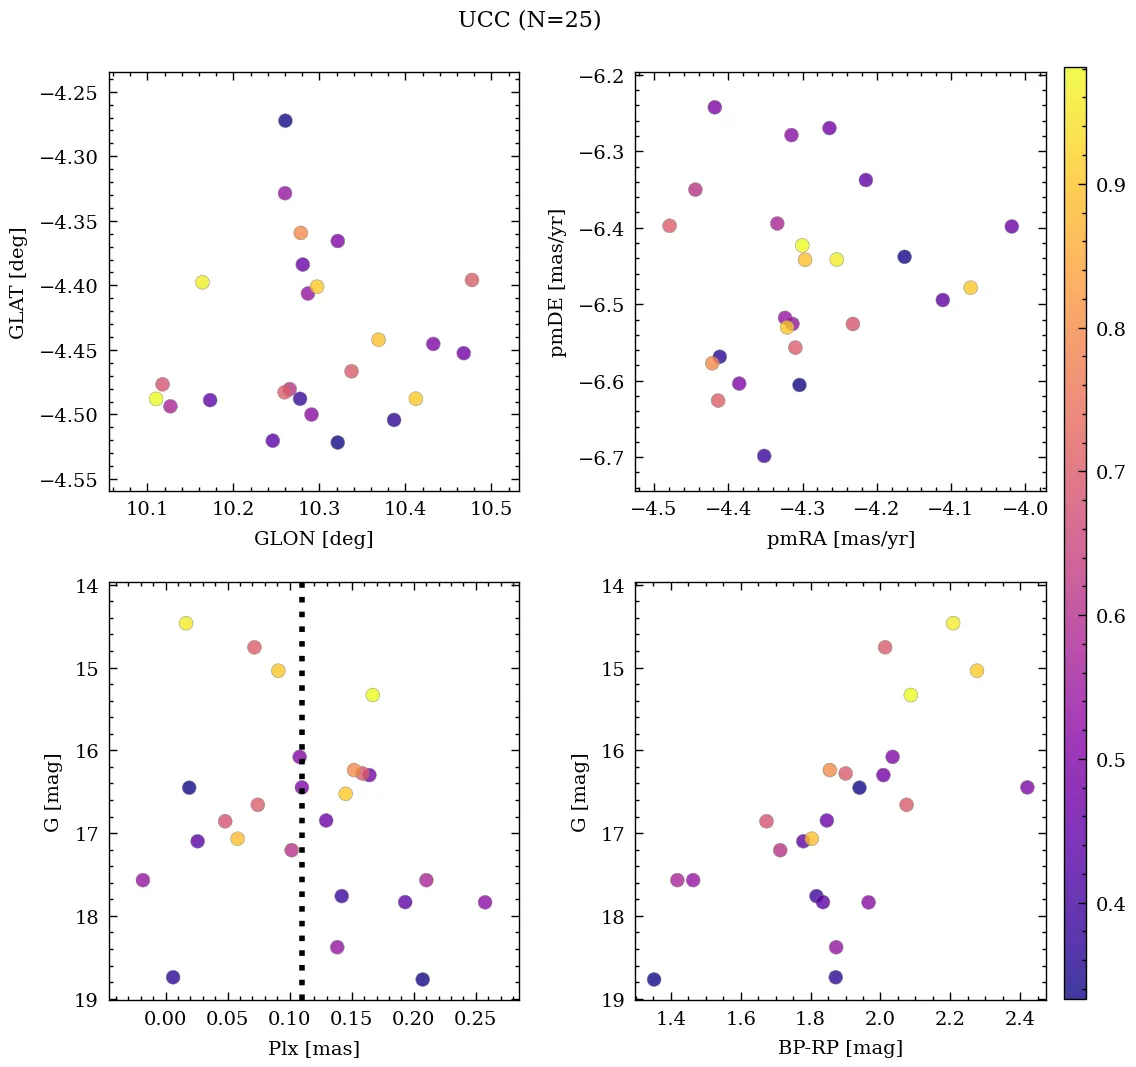 UCC (N=25)
−4.25
−4.30
−4.35
−4.40
−4.45
−4.50
−4.55
GLAT [deg]
10.1 10.2 10.3 10.4 10.5
GLON [deg]
−6.2
−6.3
−6.4
−6.5
−6.6
−6.7
pmDE [mas/yr]
−4.5 −4.4 −4.3 −4.2 −4.1 −4.0
pmRA [mas/yr]
14
15
16
17
18
19
G [mag]
0.00 0.05 0.10 0.15 0.20 0.25
Plx [mas]
14
15
16
17
18
19
G [mag]
1.4 1.6 1.8 2.0 2.2 2.4
BP-RP [mag]
0.9
0.8
0.7
0.6
0.5
0.4